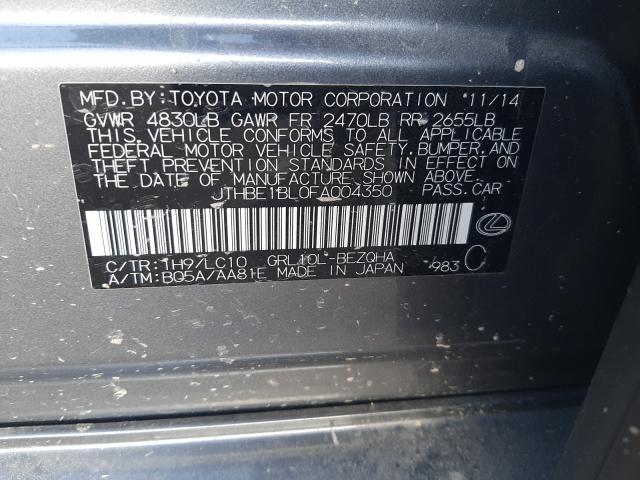 MFD. BY: TOYOTA MOTOR CORPORATION 11/14
GVWR 4830LB GAWR FR 2470LB RR 2655LB
THIS VEHICLE CONFORMS TO ALL APPLICABLE
FEDERAL MOTOR VEHICLE SAFETY, BUMPER, AND
THEFT PREVENTION STANDARDS IN EFFECT ON
THE DATE OF MANUFACTURE SHOWN ABOVE.
JTHBE1BL0FA004350 PASS. CAR
C/TR: 1H9/LC10 GRL10L-BEZQHA
A/TM: B05A/AA81E MADE IN JAPAN 983 C